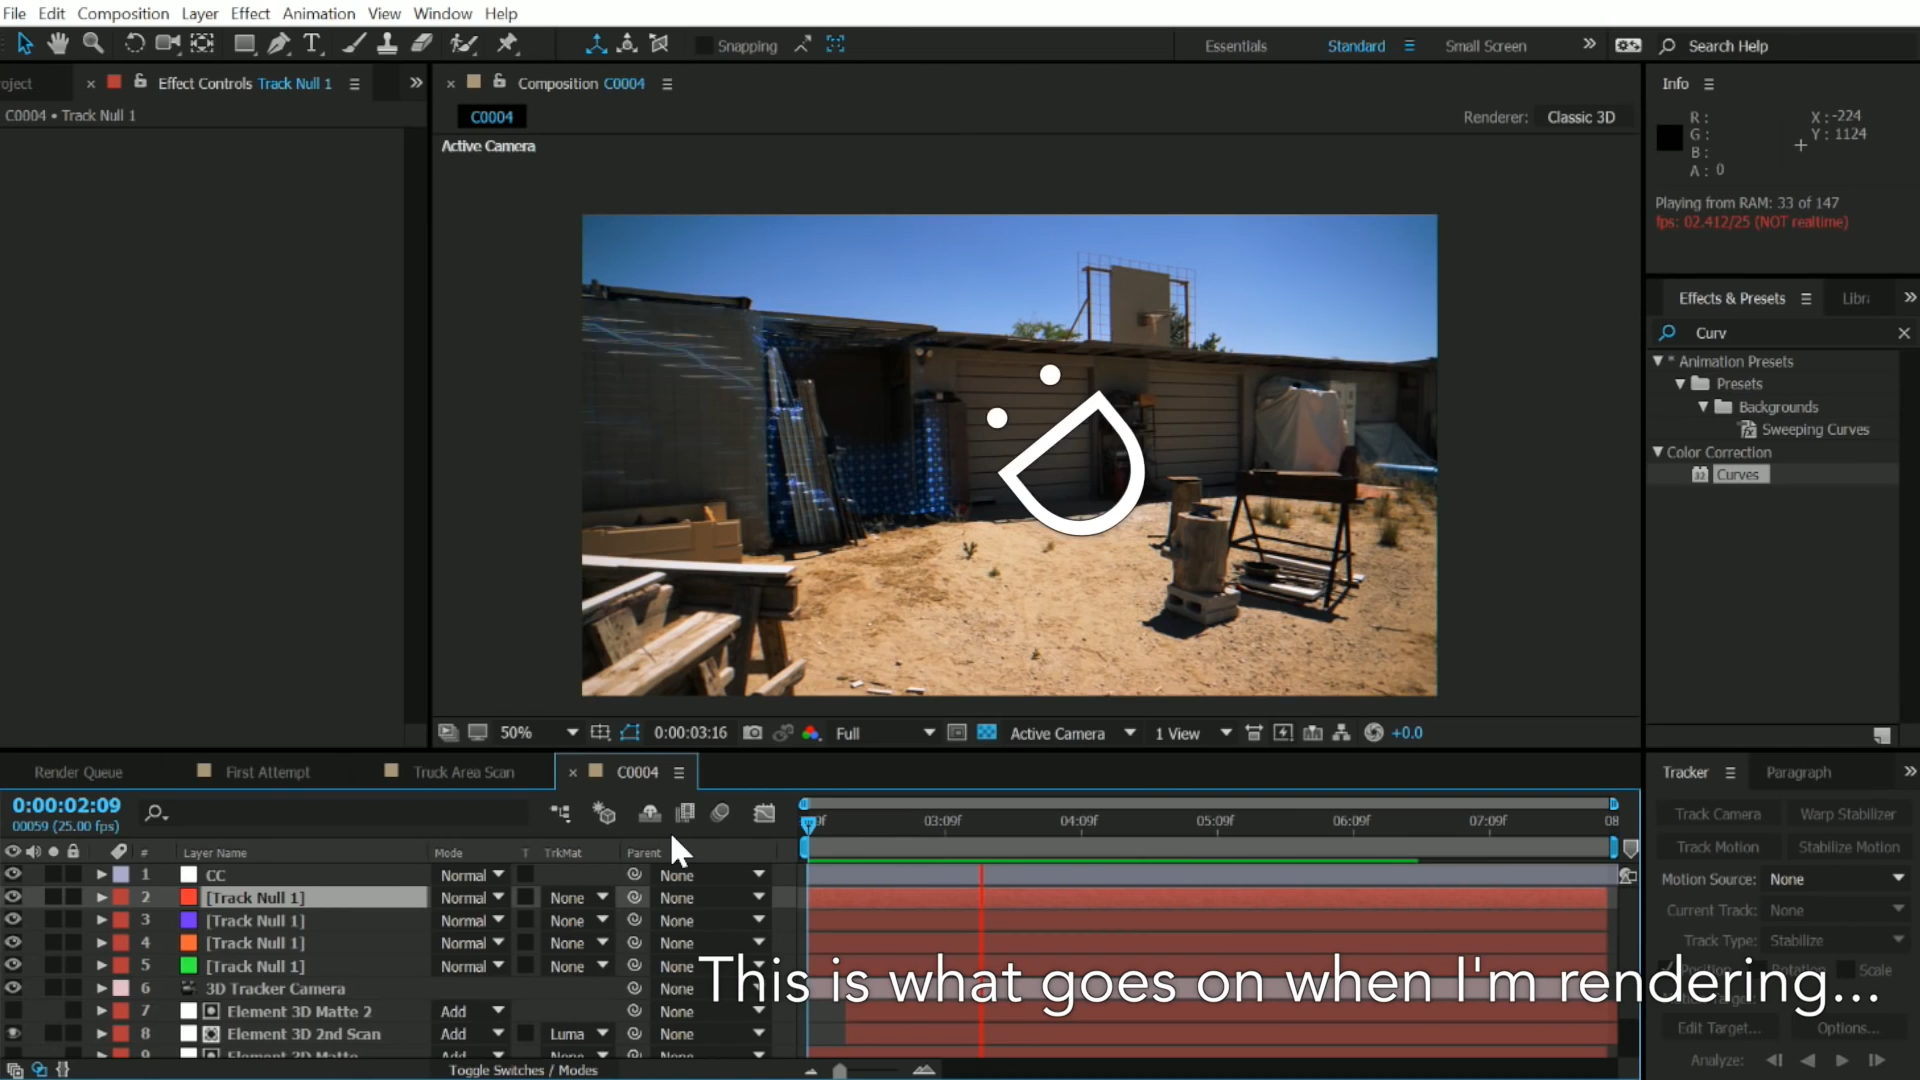 File Edit Composition Layer Effect Animation View Window Help
Snapping Essentials Standard Small Screen Search Help
oject Effect Controls Track Null 1 Composition C0004 Info
C0004 • Track Null 1 C0004 Renderer: Classic 3D
Active Camera
R: X: -224
G: Y: 1124
B:
A: 0
Playing from RAM: 33 of 147
fps: 02.412/25 (NOT realtime)
Effects & Presets Libra
Curv
* Animation Presets
Presets
Backgrounds
Sweeping Curves
Color Correction
32 Curves
50% 0:00:03:16 Full Active Camera 1 View +0.0
Render Queue First Attempt Truck Area Scan C0004
Tracker Paragraph
0:00:02:09
00059 (25.00 fps)
9f 03:09f 04:09f 05:09f 06:09f 07:09f 08
Track Camera Warp Stabilizer
Track Motion Stabilize Motion
Motion Source: None
Current Track: None
Track Type: Stabilize
Position Rotation Scale
Edit Target... Options...
Analyze:
# Layer Name Mode T TrkMat Parent
1 CC Normal None
2 [Track Null 1] Normal None None
3 [Track Null 1] Normal None None
4 [Track Null 1] Normal None None
5 [Track Null 1] Normal None None
6 3D Tracker Camera None
7 Element 3D Matte 2 Add None
8 Element 3D 2nd Scan Add Luma None
9 Element 3D Matte Add None None
Toggle Switches / Modes
This is what goes on when I'm rendering...